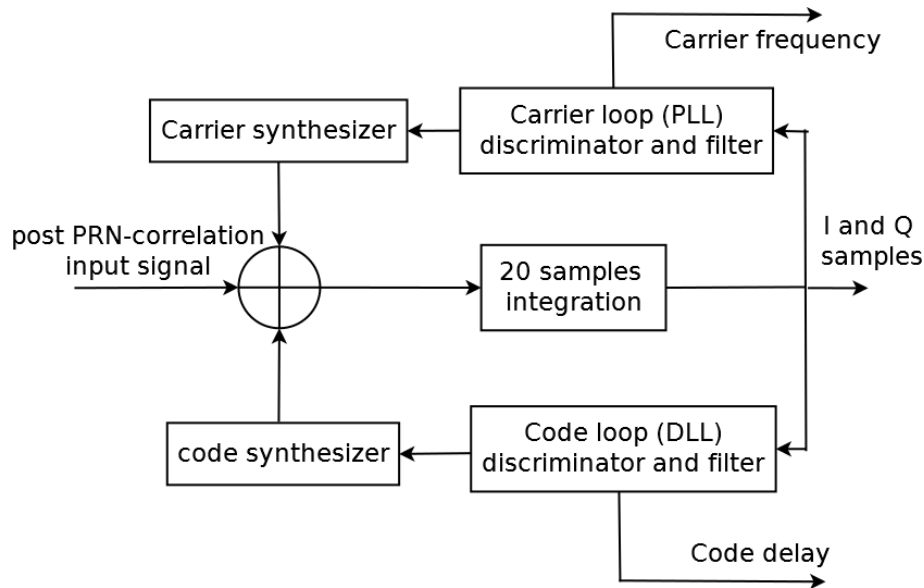 Carrier frequency
Carrier synthesizer
Carrier loop (PLL)
discriminator and filter
post PRN-correlation
input signal
20 samples
integration
I and Q
samples
code synthesizer
Code loop (DLL)
discriminator and filter
Code delay